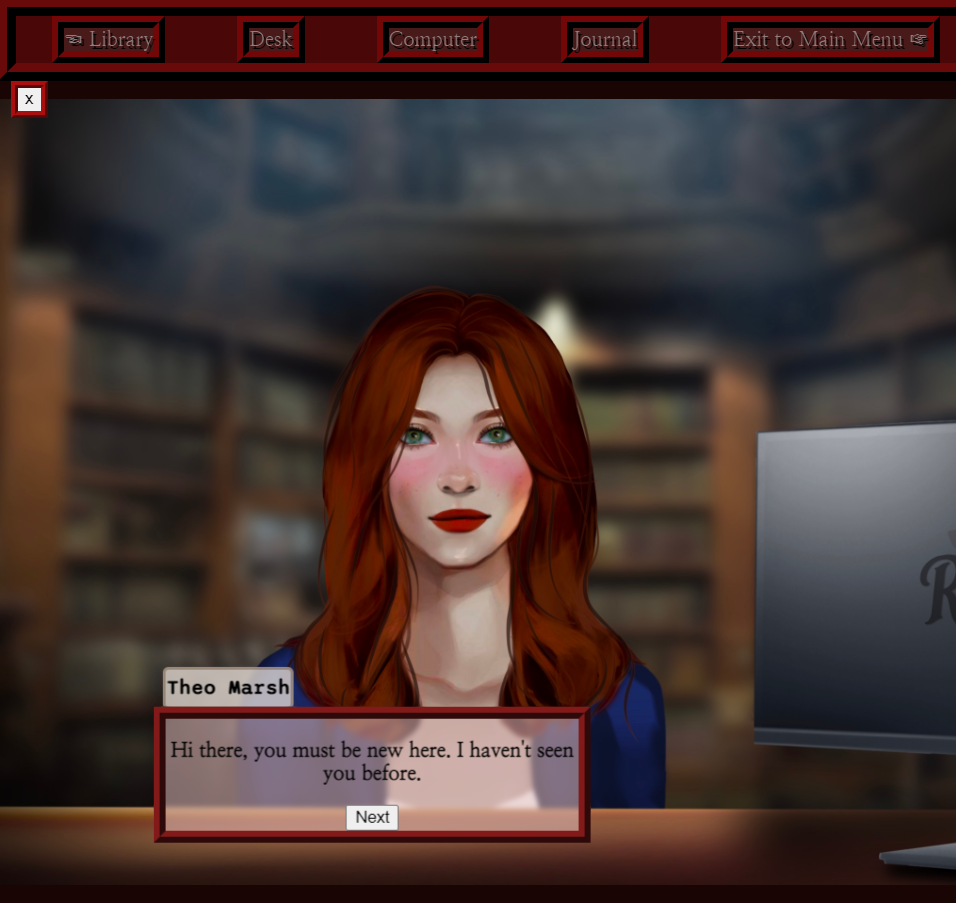 ☜ Library
Desk
Computer
Journal
Exit to Main Menu ☞
x
Theo Marsh
Hi there, you must be new here. I haven't seen
you before.
Next